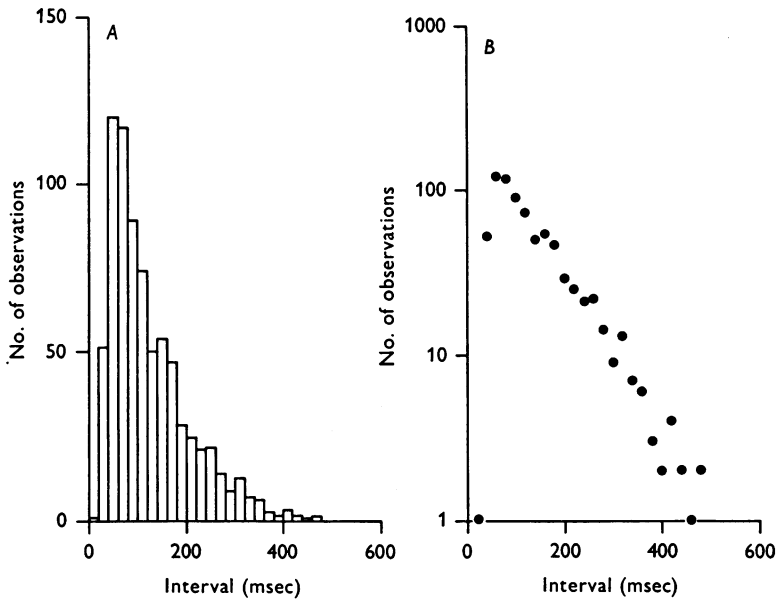 A
150
100
50
0
No. of observations
0 200 400 600
Interval (msec)
B
1000
100
10
1
No. of observations
0 200 400 600
Interval (msec)